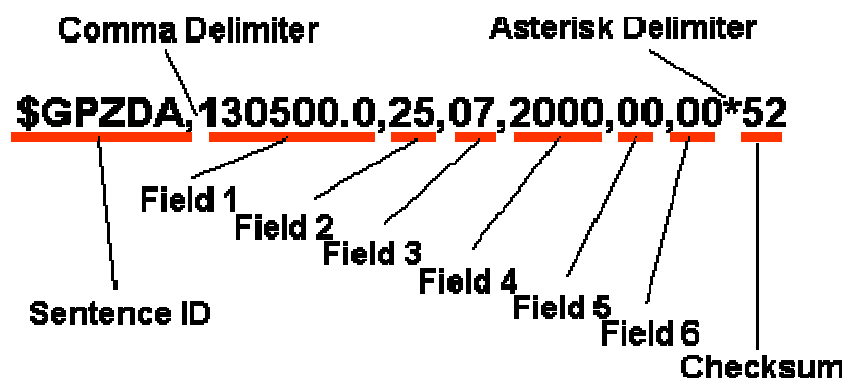 Comma Delimiter
Asterisk Delimiter
$GPZDA,130500.0,25,07,2000,00,00*52
Field 1
Field 2
Field 3
Field 4
Field 5
Field 6
Sentence ID
Checksum